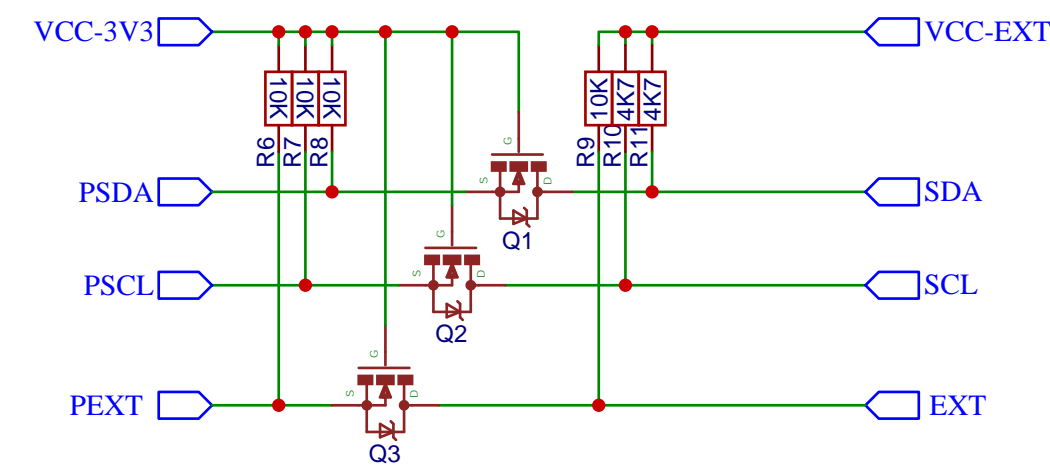 VCC-3V3
VCC-EXT
10K
10K
10K
10K
4K7
4K7
R6
R7
R8
R9
R10
R11
G
S
D
Q1
PSDA
SDA
G
S
D
Q2
PSCL
SCL
G
S
D
Q3
PEXT
EXT